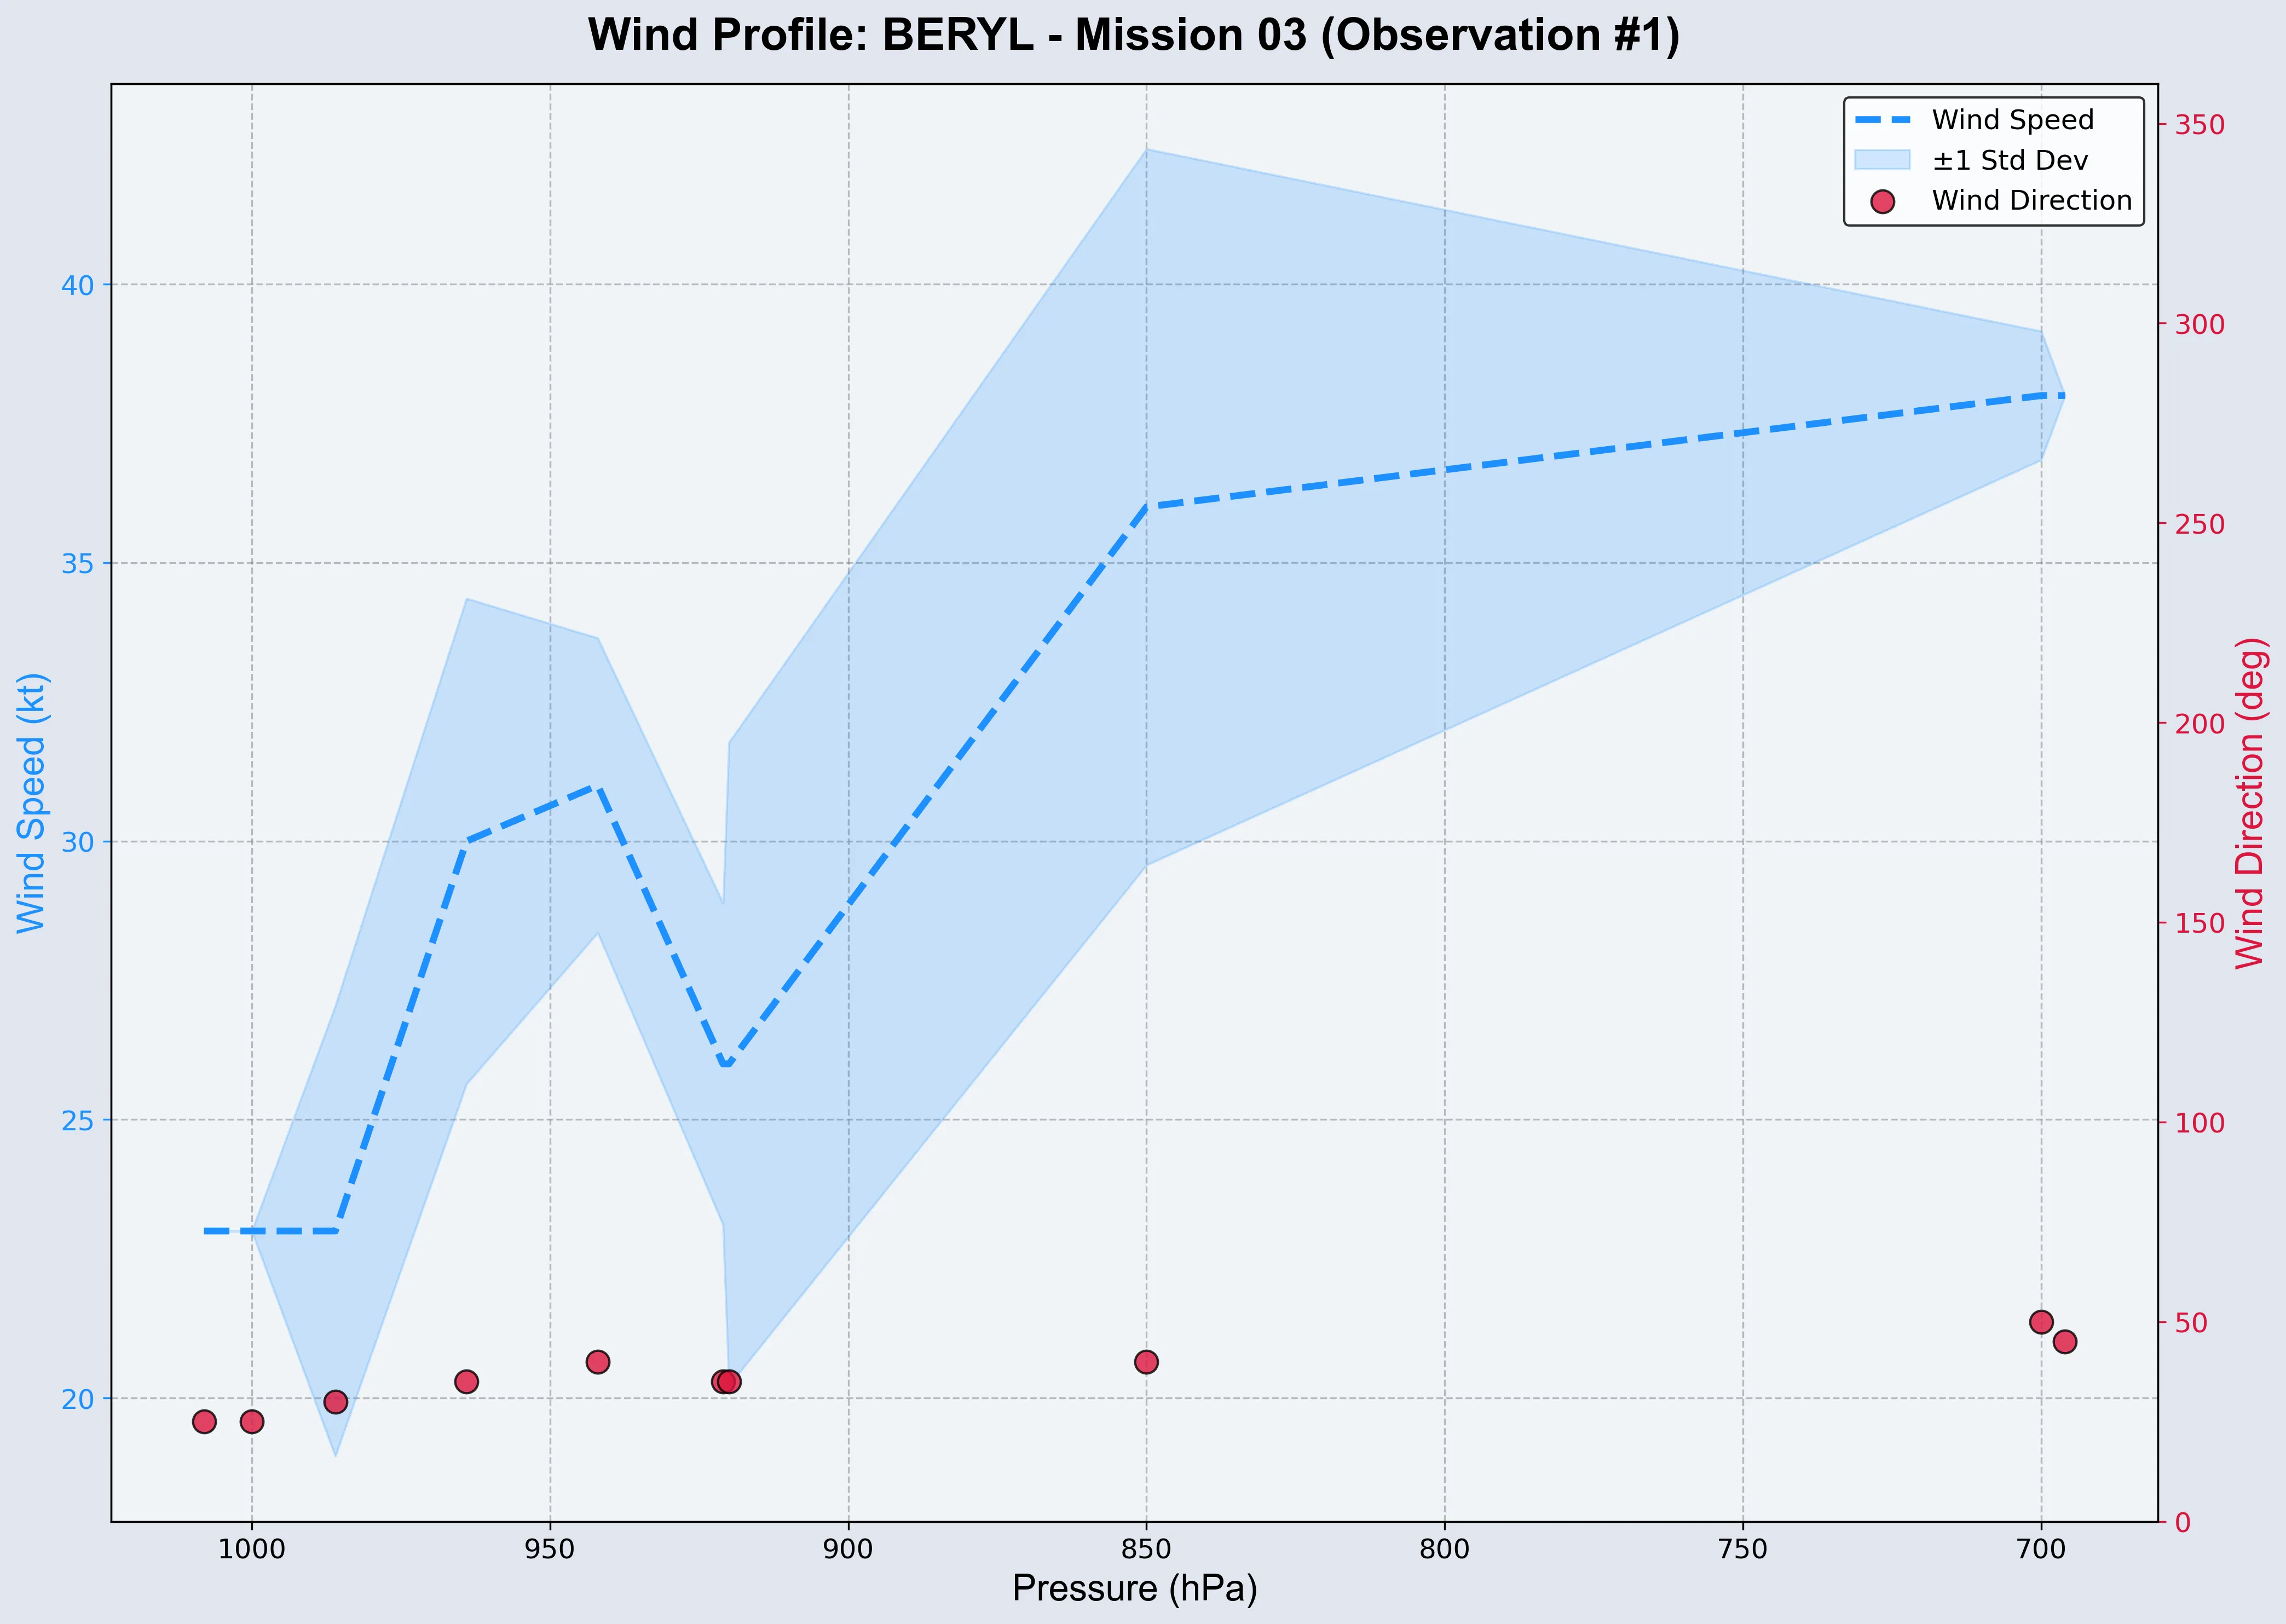 Wind Profile: BERYL - Mission 03 (Observation #1)
Wind Speed
±1 Std Dev
Wind Direction
Wind Speed (kt)
40
35
30
25
20
350
300
250
200
150
100
50
0
Wind Direction (deg)
1000
950
900
850
800
750
700
Pressure (hPa)